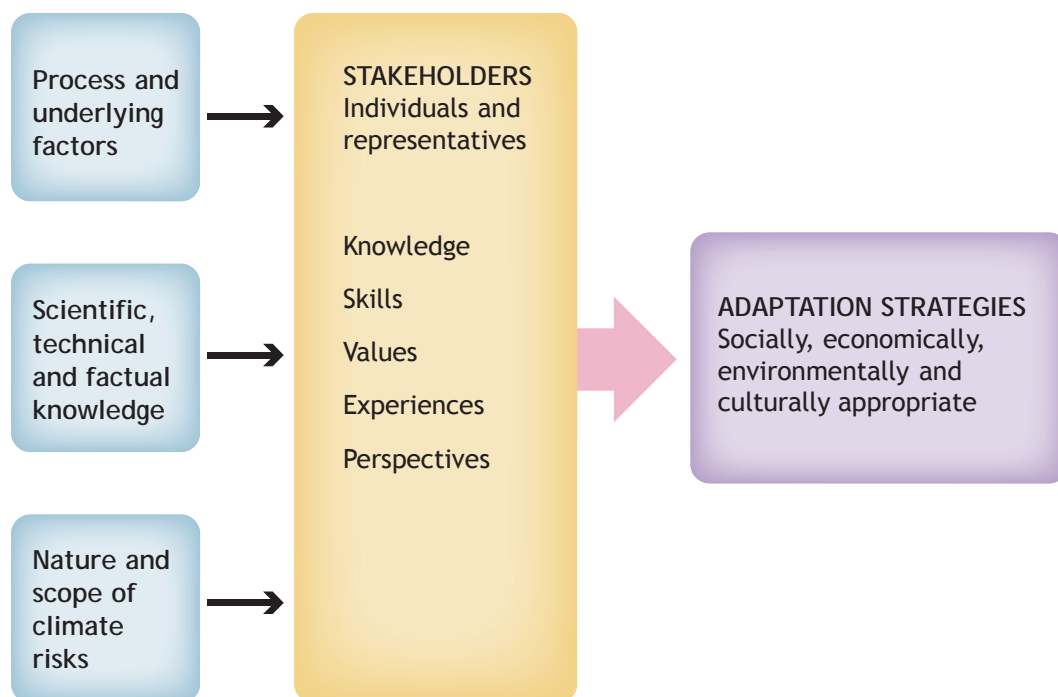 Process and
underlying
factors
Scientific,
technical
and factual
knowledge
Nature and
scope of
climate
risks
STAKEHOLDERS
Individuals and
representatives
Knowledge
Skills
Values
Experiences
Perspectives
ADAPTATION STRATEGIES
Socially, economically,
environmentally and
culturally appropriate